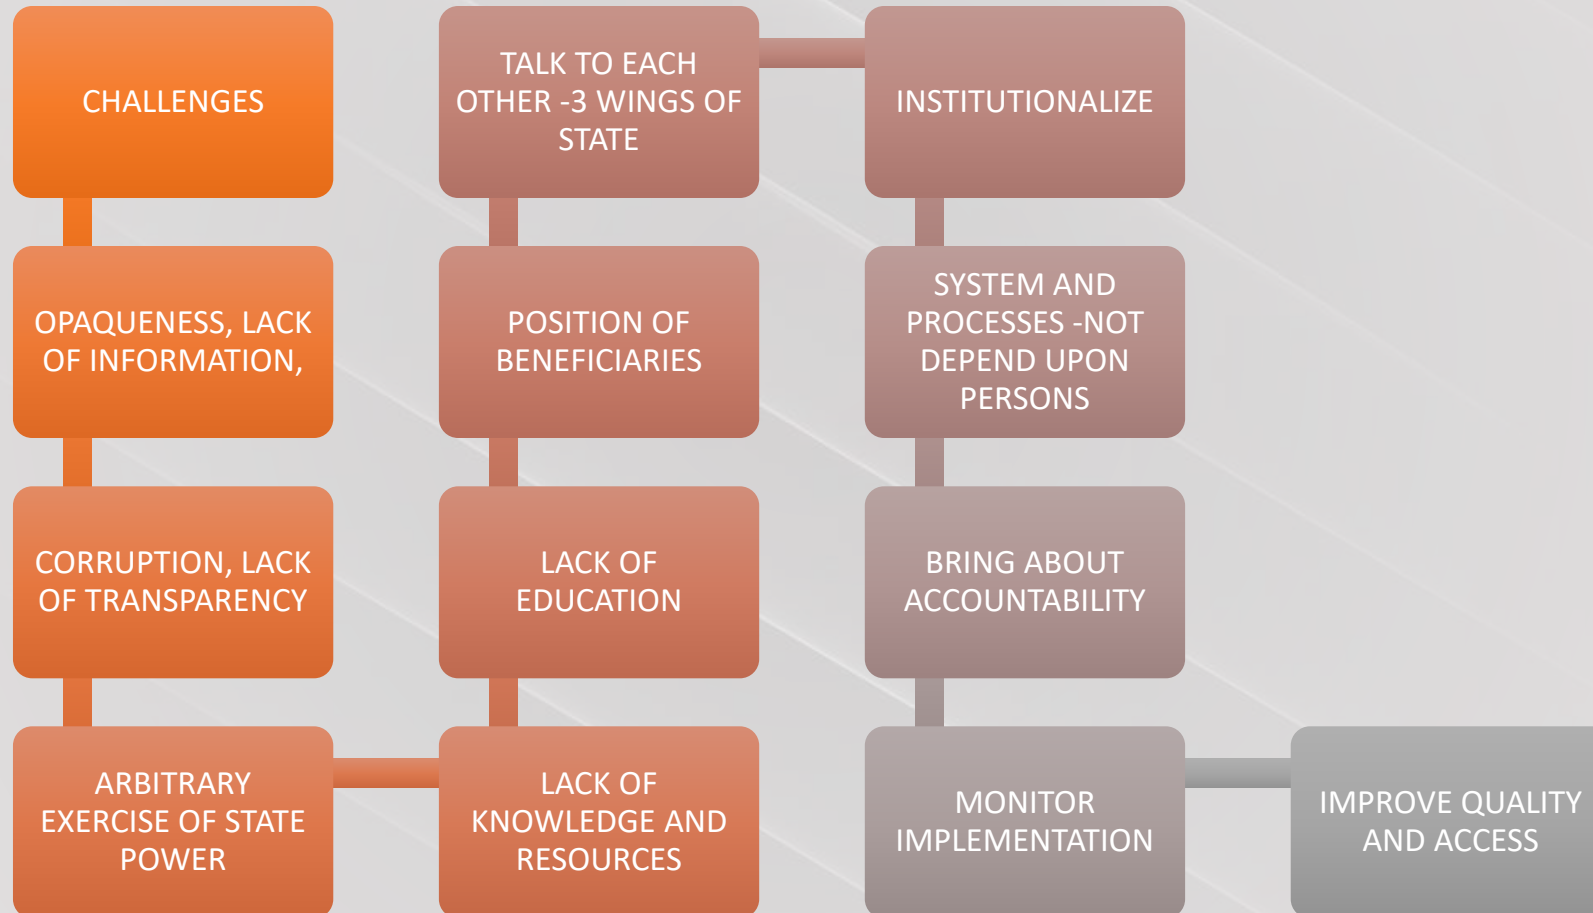 CHALLENGES
OPAQUENESS, LACK
OF INFORMATION,
CORRUPTION, LACK
OF TRANSPARENCY
ARBITRARY
EXERCISE OF STATE
POWER
LACK OF
KNOWLEDGE AND
RESOURCES
LACK OF
EDUCATION
POSITION OF
BENEFICIARIES
TALK TO EACH
OTHER -3 WINGS OF
STATE
INSTITUTIONALIZE
SYSTEM AND
PROCESSES -NOT
DEPEND UPON
PERSONS
BRING ABOUT
ACCOUNTABILITY
MONITOR
IMPLEMENTATION
IMPROVE QUALITY
AND ACCESS